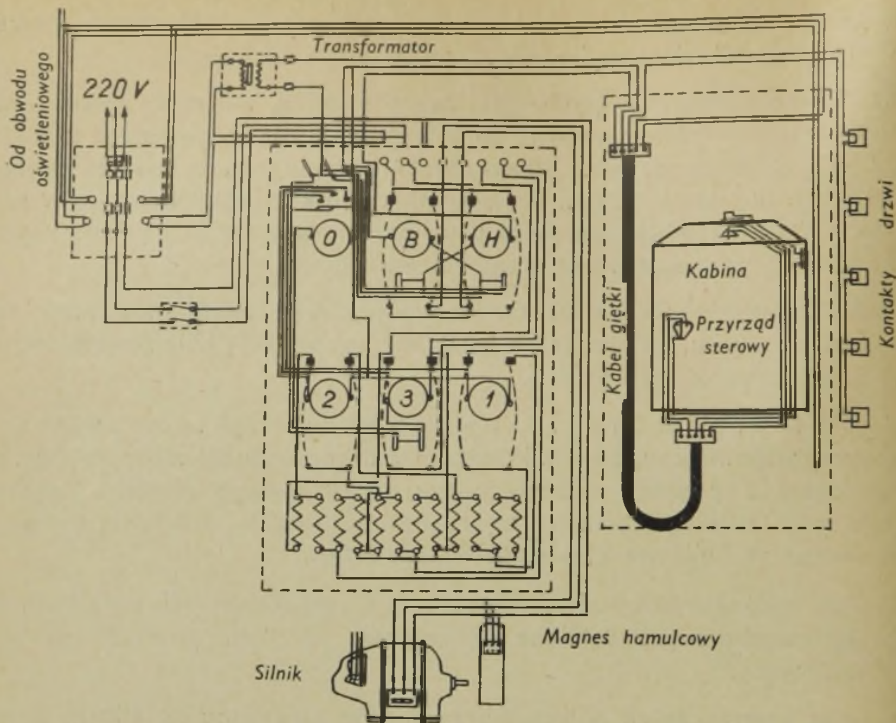 Transformator
220 V
Od obwodu
oświetleniowego
O
B
H
2
3
1
Kabel giętki
Kabina
Przyrząd
sterowy
Kontakty drzwi
Silnik
Magnes hamulcowy